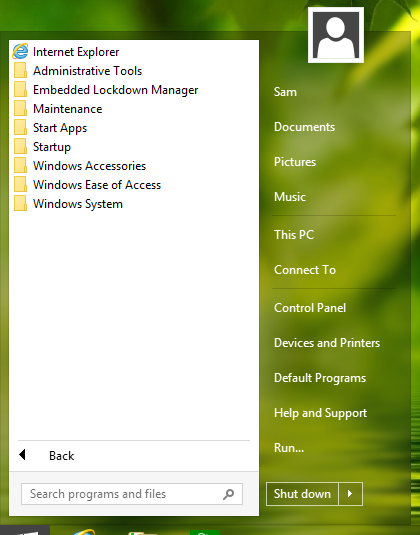 Internet Explorer
Administrative Tools
Embedded Lockdown Manager
Maintenance
Start Apps
Startup
Windows Accessories
Windows Ease of Access
Windows System
Back
Search programs and files
Sam
Documents
Pictures
Music
This PC
Connect To
Control Panel
Devices and Printers
Default Programs
Help and Support
Run...
Shut down